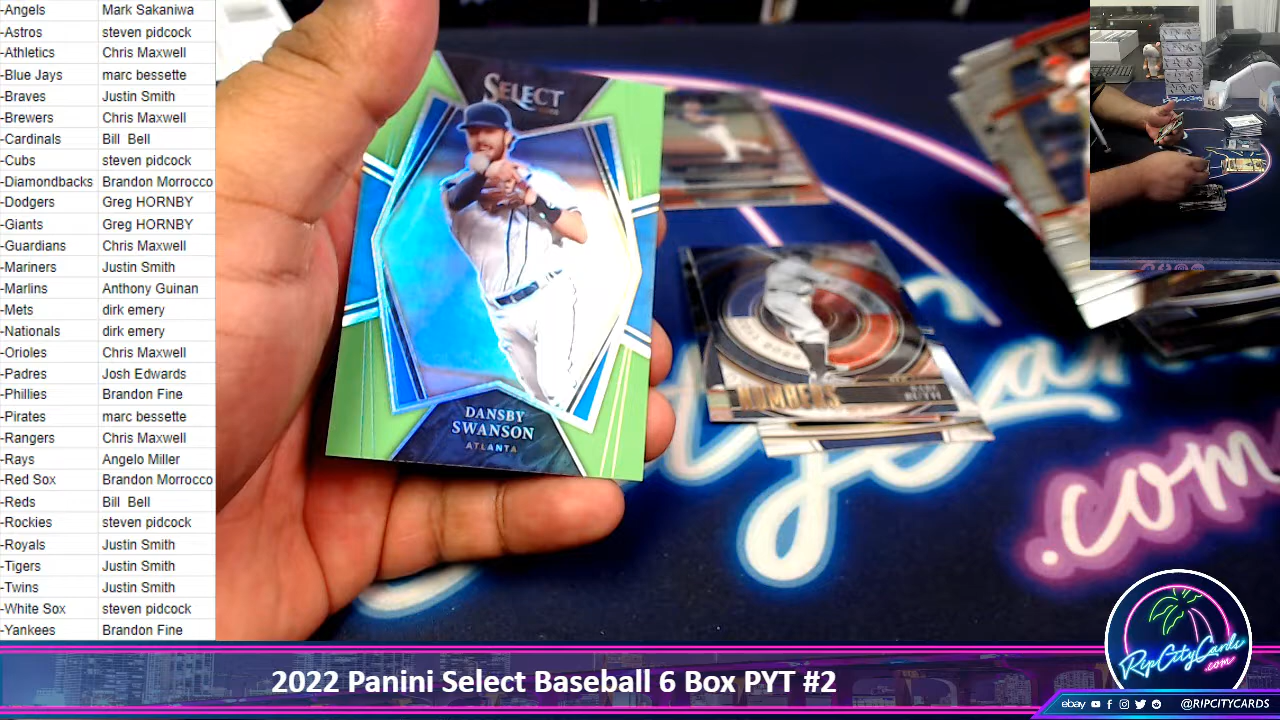 -Angels Mark Sakaniwa
-Astros steven pidcock
-Athletics Chris Maxwell
-Blue Jays marc bessette
-Braves Justin Smith
-Brewers Chris Maxwell
-Cardinals Bill Bell
-Cubs steven pidcock
-Diamondbacks Brandon Morrocco
-Dodgers Greg HORNBY
-Giants Greg HORNBY
-Guardians Chris Maxwell
-Mariners Justin Smith
-Marlins Anthony Guinan
-Mets dirk emery
-Nationals dirk emery
-Orioles Chris Maxwell
-Padres Josh Edwards
-Phillies Brandon Fine
-Pirates marc bessette
-Rangers Chris Maxwell
-Rays Angelo Miller
-Red Sox Brandon Morrocco
-Reds Bill Bell
-Rockies steven pidcock
-Royals Justin Smith
-Tigers Justin Smith
-Twins Justin Smith
-White Sox steven pidcock
-Yankees Brandon Fine
SELECT
DANSBY
SWANSON
ATLANTA
NUMBERS
BABE
RUTH
.com
RipCityCards
.com
2022 Panini Select Baseball 6 Box PYT #2
ebay @RIPCITYCARDS